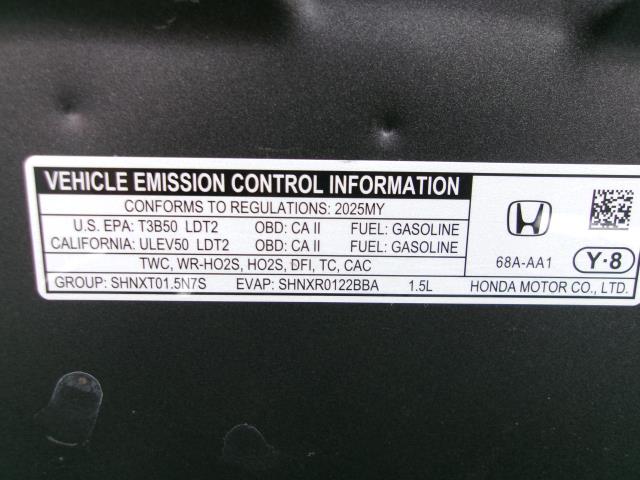 VEHICLE EMISSION CONTROL INFORMATION
CONFORMS TO REGULATIONS: 2025MY
U.S. EPA: T3B50 LDT2 OBD: CA II FUEL: GASOLINE
CALIFORNIA: ULEV50 LDT2 OBD: CA II FUEL: GASOLINE
TWC, WR-HO2S, HO2S, DFI, TC, CAC
GROUP: SHNXT01.5N7S EVAP: SHNXR0122BBA 1.5L
68A-AA1 Y·8
HONDA MOTOR CO., LTD.